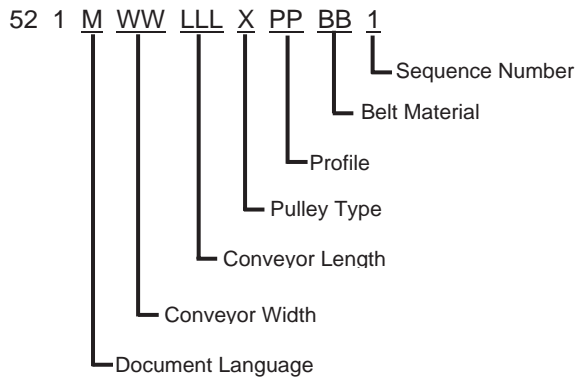 52 1 M WW LLL X PP BB 1
Sequence Number
Belt Material
Profile
Pulley Type
Conveyor Length
Conveyor Width
Document Language